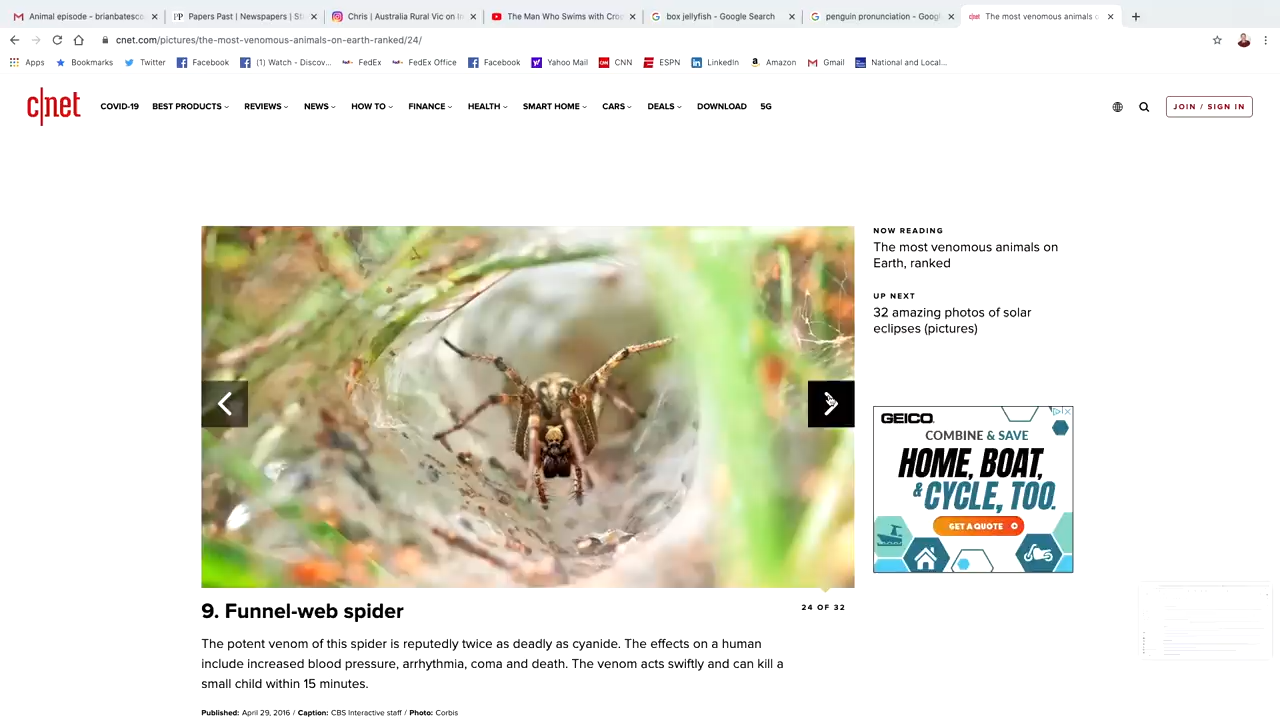 Animal episode - brianbatesco
Papers Past | Newspapers | St
Chris | Australia Rural Vic on In
The Man Who Swims with Croc
box jellyfish - Google Search
penguin pronunciation - Googl
cnet The most venomous animals o
cnet.com/pictures/the-most-venomous-animals-on-earth-ranked/24/
Apps Bookmarks Twitter Facebook (1) Watch - Discov... FedEx FedEx Office Facebook Yahoo Mail CNN ESPN LinkedIn Amazon Gmail National and Local...
c|net COVID-19 BEST PRODUCTS REVIEWS NEWS HOW TO FINANCE HEALTH SMART HOME CARS DEALS DOWNLOAD 5G JOIN / SIGN IN
NOW READING
The most venomous animals on
Earth, ranked
UP NEXT
32 amazing photos of solar
eclipses (pictures)
GEICO
COMBINE & SAVE
HOME, BOAT,
& CYCLE, TOO.
GET A QUOTE
9. Funnel-web spider
24 OF 32
The potent venom of this spider is reputedly twice as deadly as cyanide. The effects on a human
include increased blood pressure, arrhythmia, coma and death. The venom acts swiftly and can kill a
small child within 15 minutes.
Published: April 29, 2016 / Caption: CBS Interactive staff / Photo: Corbis